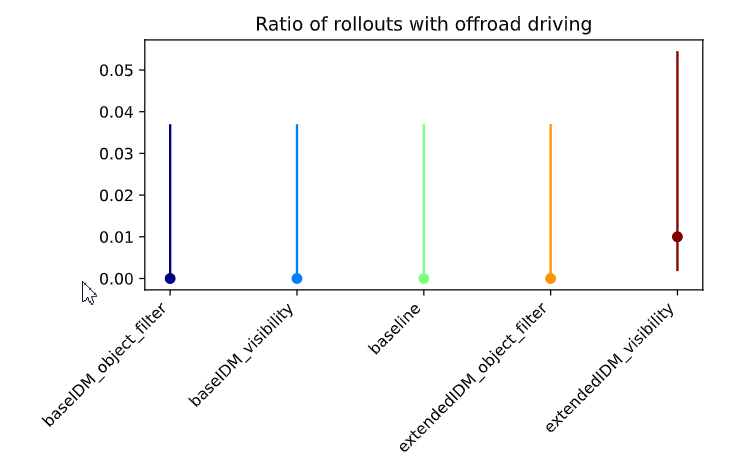 Ratio of rollouts with offroad driving
0.05
0.04
0.03
0.02
0.01
0.00
baseIDM_object_filter
baseIDM_visibility
baseline
extendedIDM_object_filter
extendedIDM_visibility